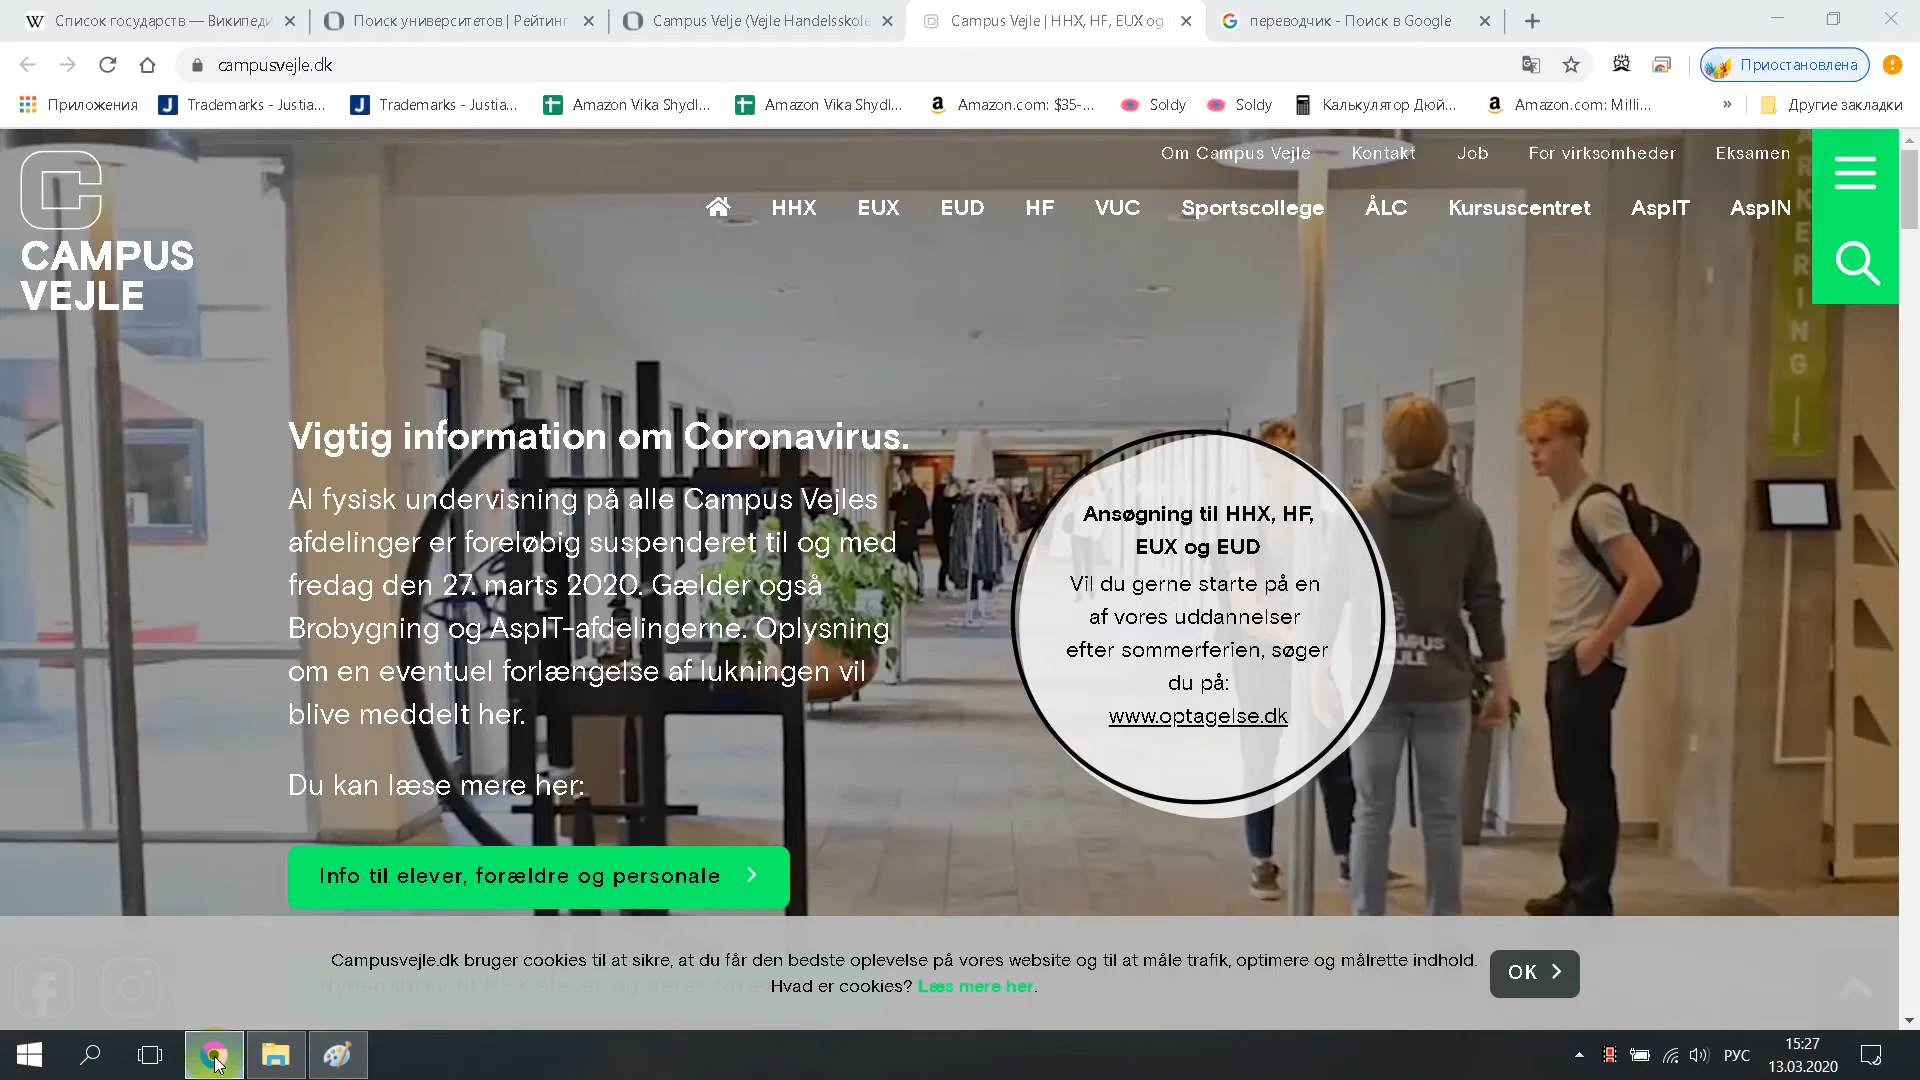 Список государств — Википеди
Поиск университетов | Рейтинг
Campus Velje (Vejle Handelsskole
Campus Vejle | HHX, HF, EUX og
переводчик - Поиск в Google
campusvejle.dk
Приостановлена
Приложения
Trademarks - Justia...
Trademarks - Justia...
Amazon Vika Shydl...
Amazon Vika Shydl...
Amazon.com: $35-...
Soldy
Soldy
Калькулятор Дюй...
Amazon.com: Milli...
»
Другие закладки
Om Campus Vejle
Kontakt
Job
For virksomheder
Eksamen
HHX
EUX
EUD
HF
VUC
Sportscollege
ÅLC
Kursuscentret
AspIT
AspIN
CAMPUS
VEJLE
Vigtig information om Coronavirus.
Al fysisk undervisning på alle Campus Vejles
afdelinger er foreløbig suspenderet til og med
fredag den 27. marts 2020. Gælder også
Brobygning og AspIT-afdelingerne. Oplysning
om en eventuel forlængelse af lukningen vil
blive meddelt her.
Du kan læse mere her:
Info til elever, forældre og personale
Ansøgning til HHX, HF,
EUX og EUD
Vil du gerne starte på en
af vores uddannelser
efter sommerferien, søger
du på:
www.optagelse.dk
CAMPUS
VEJLE
Campusvejle.dk bruger cookies til at sikre, at du får den bedste oplevelse på vores website og til at måle trafik, optimere og målrette indhold.
Hvad er cookies? Læs mere her.
OK
РУС
15:27
13.03.2020